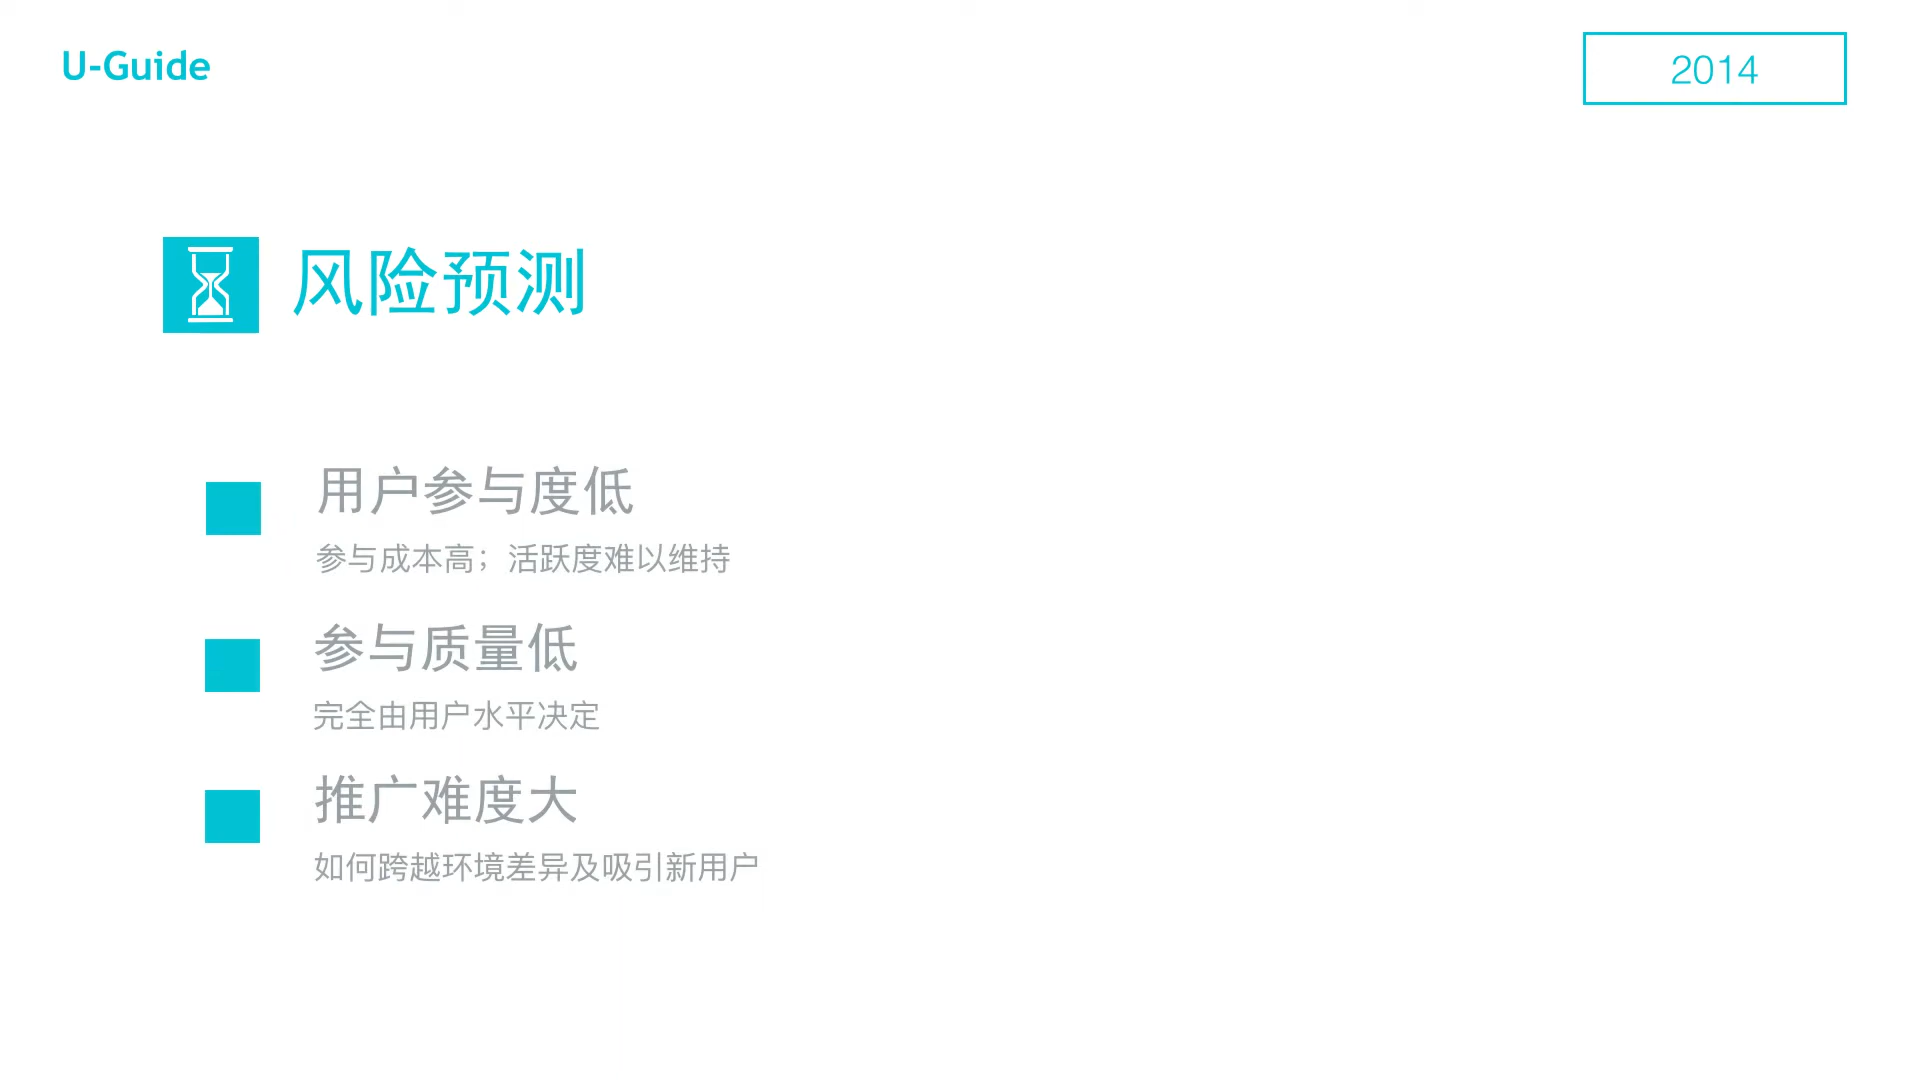 U-Guide
2014
风险预测
用户参与度低
参与成本高；活跃度难以维持
参与质量低
完全由用户水平决定
推广难度大
如何跨越环境差异及吸引新用户